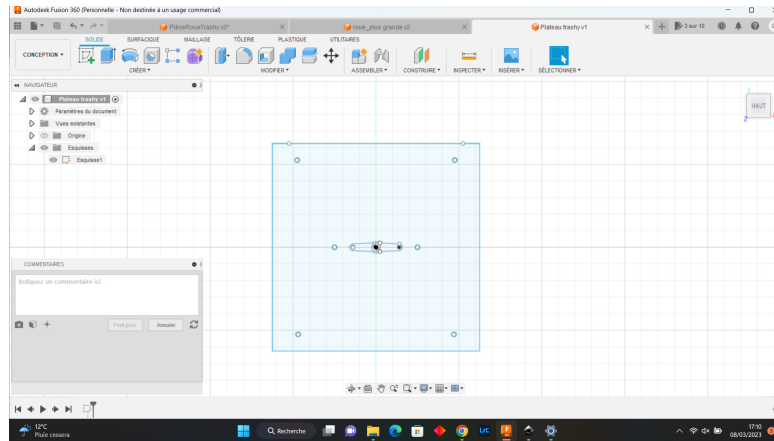 Autodesk Fusion 360 (Personnelle - Non destinée à un usage commercial)
PièceRoueTrashy v3*
roue_plus grande v2
Plateau trashy v1
3 sur 10
SOLIDE SURFACIQUE MAILLAGE TÔLERIE PLASTIQUE UTILITAIRES
CONCEPTION
CRÉER MODIFIER ASSEMBLER CONSTRUIRE INSPECTER INSÉRER SÉLECTIONNER
NAVIGATEUR
Plateau trashy v1
Paramètres du document
Vues existantes
Origine
Esquisses
Esquisse1
HAUT
Z
COMMENTAIRES
Indiquez un commentaire ici.
Annuler
12°C
Pluie cessera
Recherche
LrC
17:10
08/03/2023